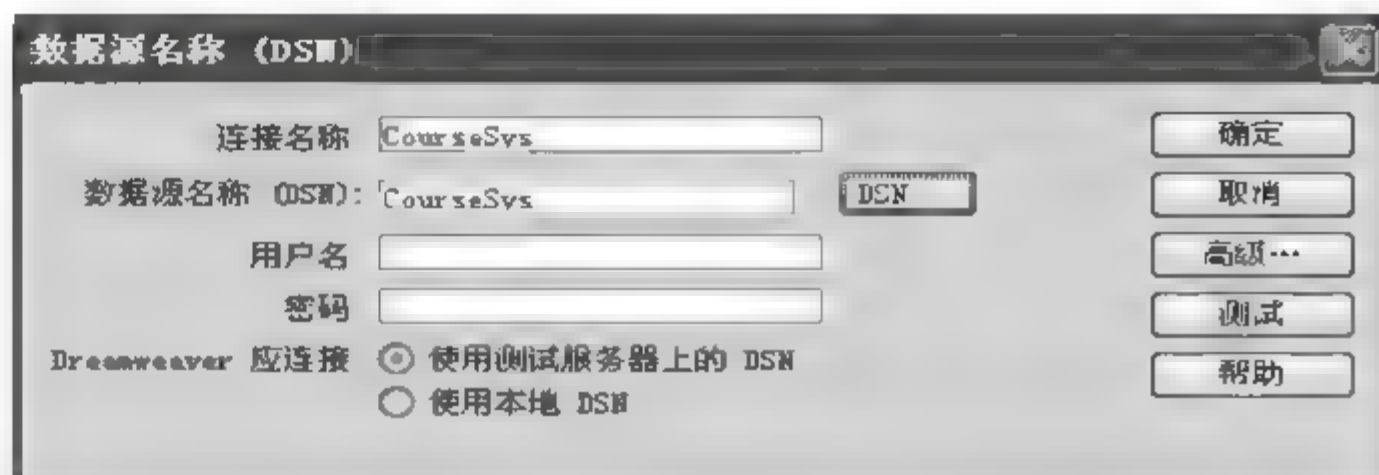 数据源名称 (DSN)
连接名称 CourseSys 确定
数据源名称 (DSN): CourseSys DSN 取消
用户名 高级…
密码 测试
Dreamweaver 应连接 使用测试服务器上的 DSN 帮助
使用本地 DSN